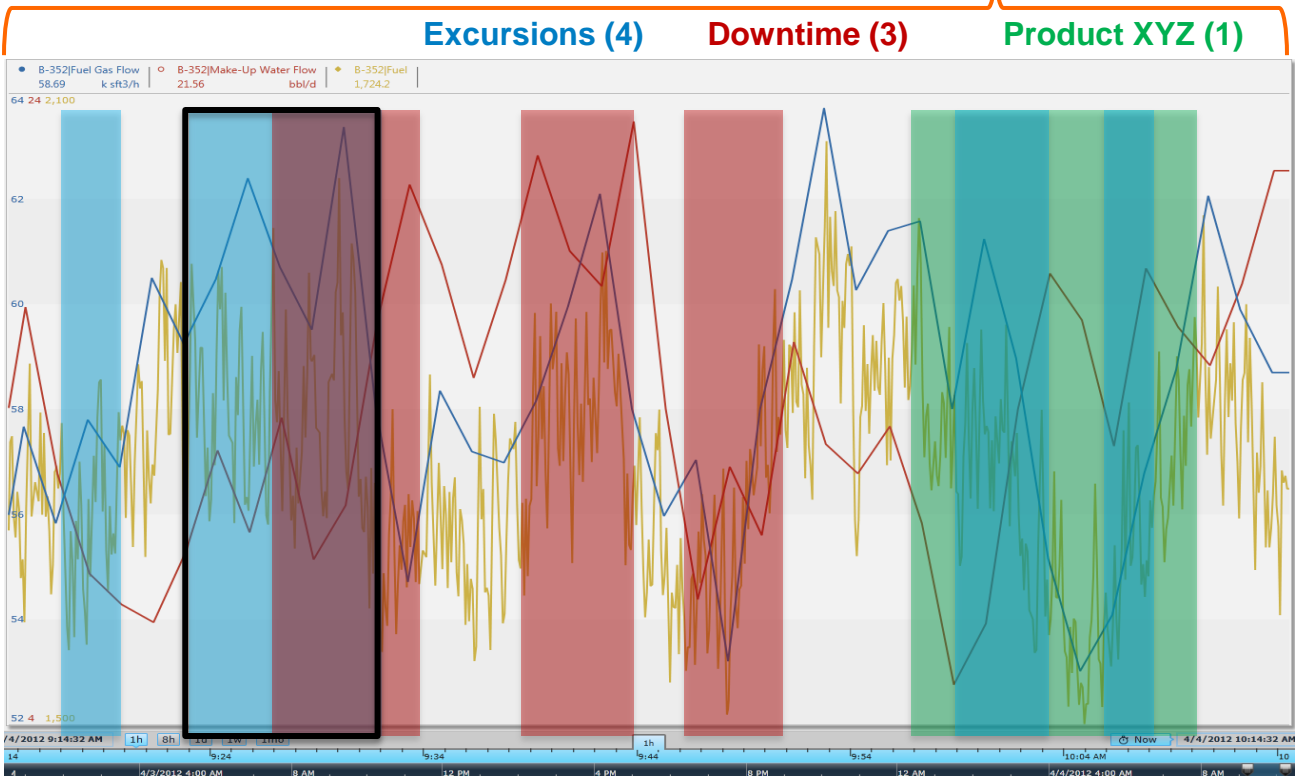 Excursions (4) Downtime (3) Product XYZ (1)
B-352|Fuel Gas Flow B-352|Make-Up Water Flow B-352|Fuel
58.69 k sft3/h 21.56 bbl/d 1,724.2
64 24 2,100
62
60
58
56
54
52 4 1,500
/4/2012 9:14:32 AM 1h 8h 1d 1w 1mo 1h Now 4/4/2012 10:14:32 AM
14 9:24 9:34 9:44 9:54 10:04 AM 10
4 4/3/2012 4:00 AM 8 AM 12 PM 4 PM 8 PM 12 AM 4/4/2012 4:00 AM 8 AM